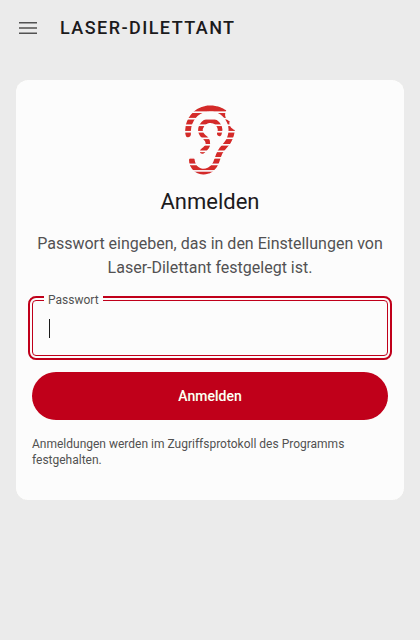 LASER-DILETTANT
Anmelden
Passwort eingeben, das in den Einstellungen von
Laser-Dilettant festgelegt ist.
Passwort
Anmelden
Anmeldungen werden im Zugriffsprotokoll des Programms
festgehalten.